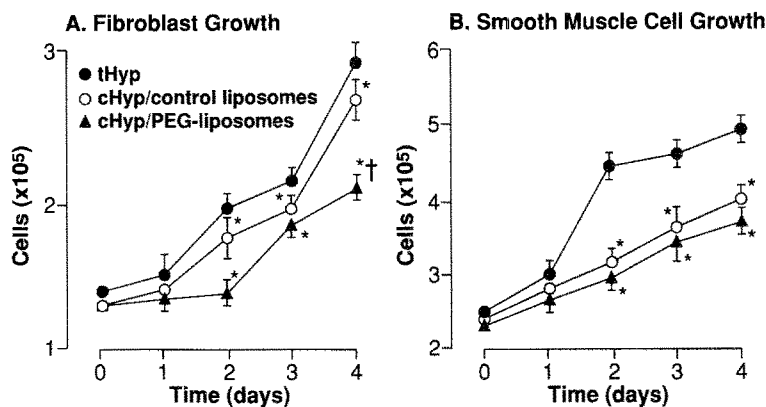 A. Fibroblast Growth
3
2
1
Cells (x10⁵)
● tHyp
○ cHyp/control liposomes
▲ cHyp/PEG-liposomes
*
*†
*
*
*
*
0 1 2 3 4
Time (days)
B. Smooth Muscle Cell Growth
6
5
4
3
2
Cells (x10⁵)
*
*
*
*
*
*
0 1 2 3 4
Time (days)